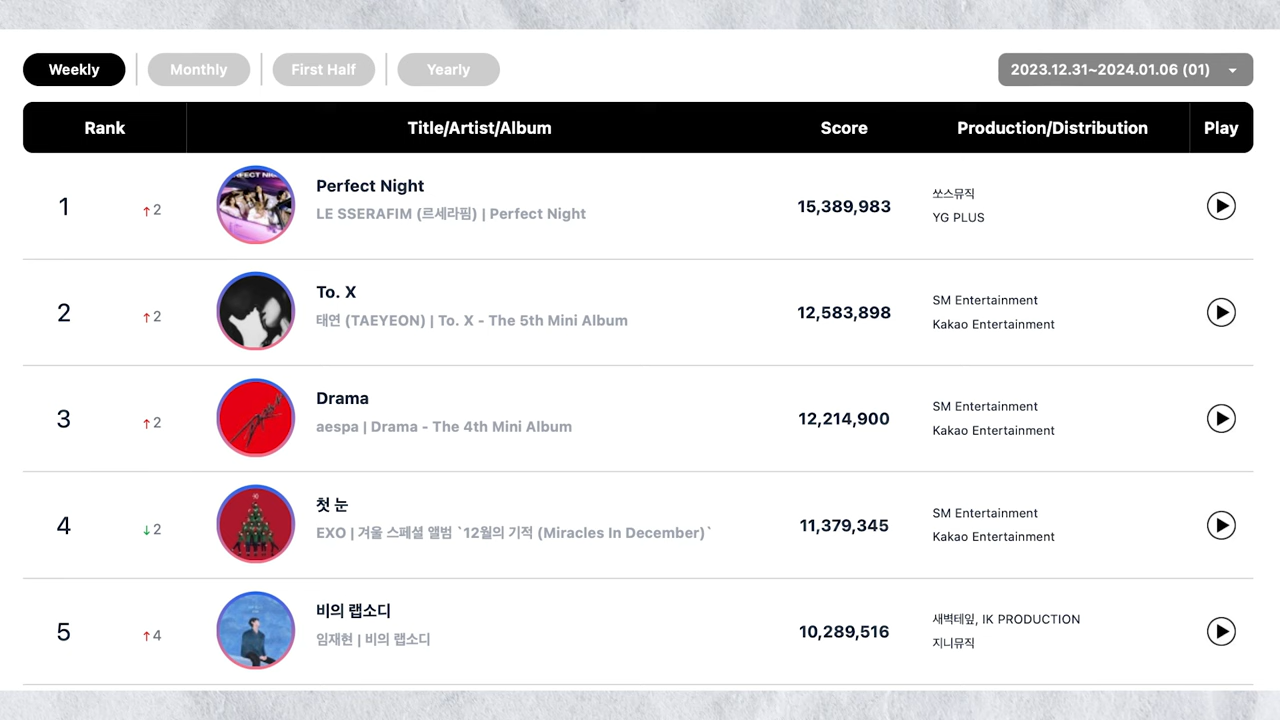 Weekly
Monthly
First Half
Yearly
2023.12.31~2024.01.06 (01)
Rank
Title/Artist/Album
Score
Production/Distribution
Play
1
↑2
Perfect Night
LE SSERAFIM (르세라핌) | Perfect Night
15,389,983
쏘스뮤직
YG PLUS
2
↑2
To. X
태연 (TAEYEON) | To. X - The 5th Mini Album
12,583,898
SM Entertainment
Kakao Entertainment
3
↑2
Drama
aespa | Drama - The 4th Mini Album
12,214,900
SM Entertainment
Kakao Entertainment
4
↓2
첫 눈
EXO | 겨울 스페셜 앨범 `12월의 기적 (Miracles In December)`
11,379,345
SM Entertainment
Kakao Entertainment
5
↑4
비의 랩소디
임재현 | 비의 랩소디
10,289,516
새벽테잎, IK PRODUCTION
지니뮤직